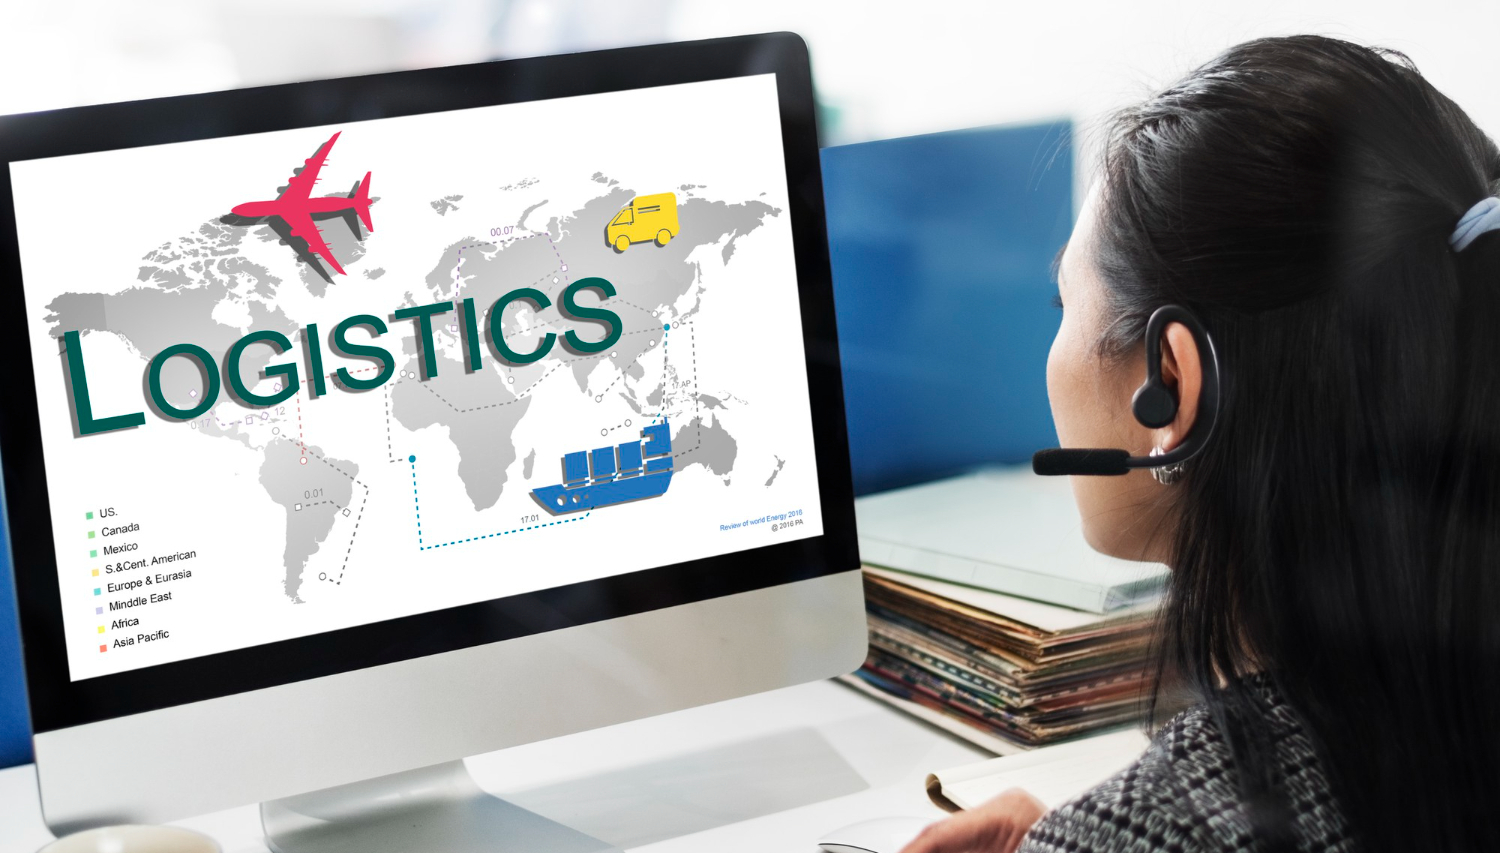 00.07
LOGISTICS
17.AP
0.17
12
0.01
17.01
US.
Canada
Mexico
S.&Cent. American
Europe & Eurasia
Minddle East
Africa
Asia Pacific
Review of world Energy 2016
@ 2016 PA